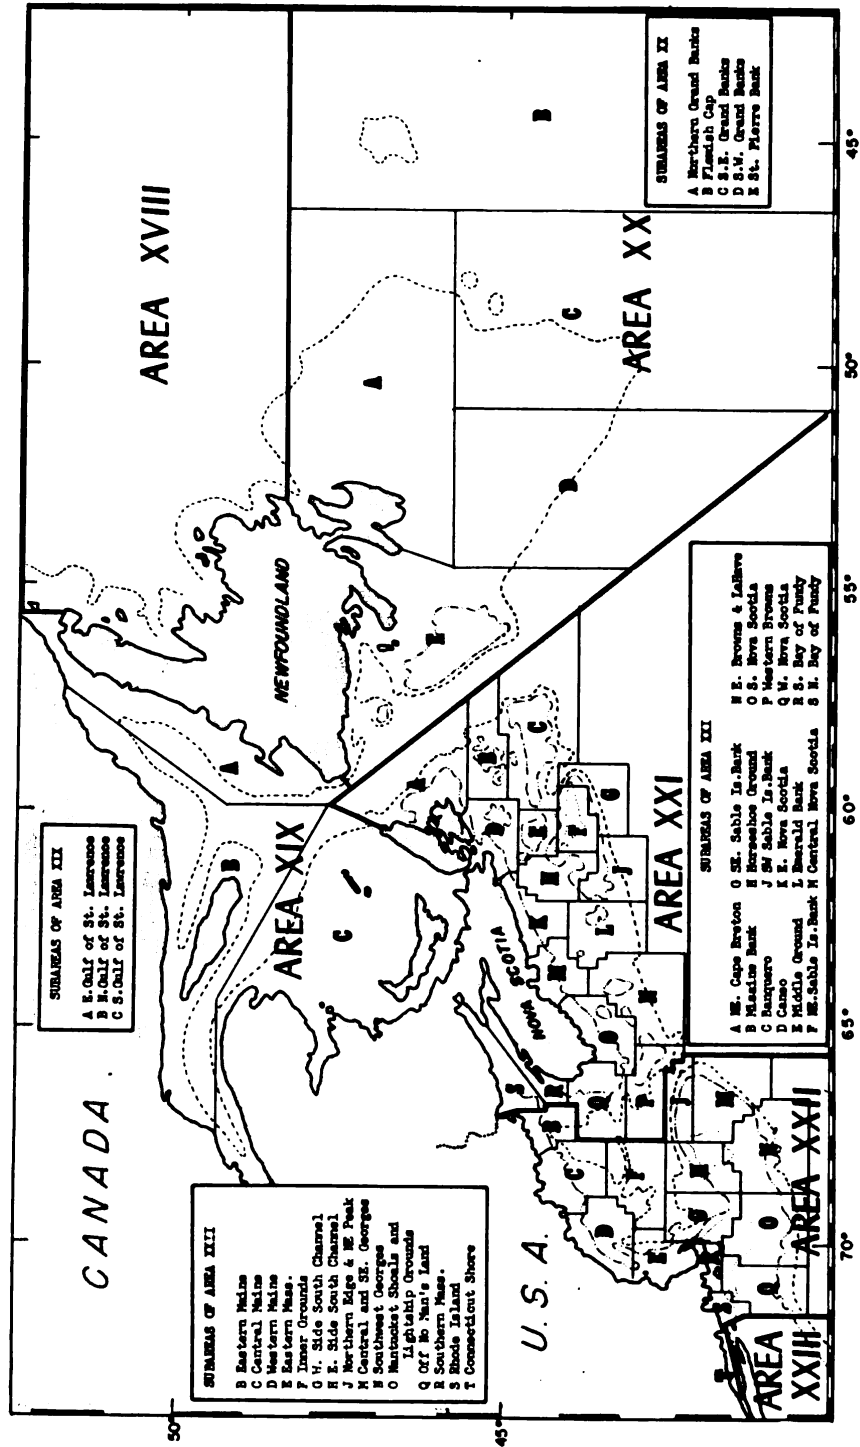 CANADA
U.S.A.
NEWFOUNDLAND
NOVA SCOTIA
AREA XVIII
AREA XIX
AREA XX
AREA XXI
AREA XXII
AREA XXIII
SUBAREAS OF AREA XIX
A E.Gulf of St. Lawrence
B N.Gulf of St. Lawrence
C S.Gulf of St. Lawrence
SUBAREAS OF AREA XX
A Northern Grand Banks
B Flemish Cap
C S.E. Grand Banks
D S.W. Grand Banks
E St. Pierre Bank
SUBAREAS OF AREA XXI
A NE. Cape Breton G SE. Sable Is.Bank N E. Browns & LaHave
B Misaine Bank H Horseshoe Ground O S. Nova Scotia
C Banquero J SW Sable Is.Bank P Western Browns
D Canso K E. Nova Scotia Q W. Nova Scotia
E Middle Ground L Emerald Bank R S. Bay of Fundy
F NE.Sable Is.Bank M Central Nova Scotia S N. Bay of Fundy
SUBAREAS OF AREA XXII
B Eastern Maine
C Central Maine
D Western Maine
E Eastern Mass.
F Inner Grounds
G W. Side South Channel
H E. Side South Channel
J Northern Edge & NE Peak
M Central and SE. Georges
N Southwest Georges
O Nantucket Shoals and
Lightship Grounds
Q Off No Man's Land
R Southern Mass.
S Rhode Island
T Connecticut Shore
50°
45°
70°
65°
60°
55°
50°
45°
A
B
C
A
B
C
D
E
A
B
C
D
E
F
G
H
J
K
L
M
N
O
P
Q
R
S
B
C
D
E
F
G
H
J
M
N
O
Q
S
T